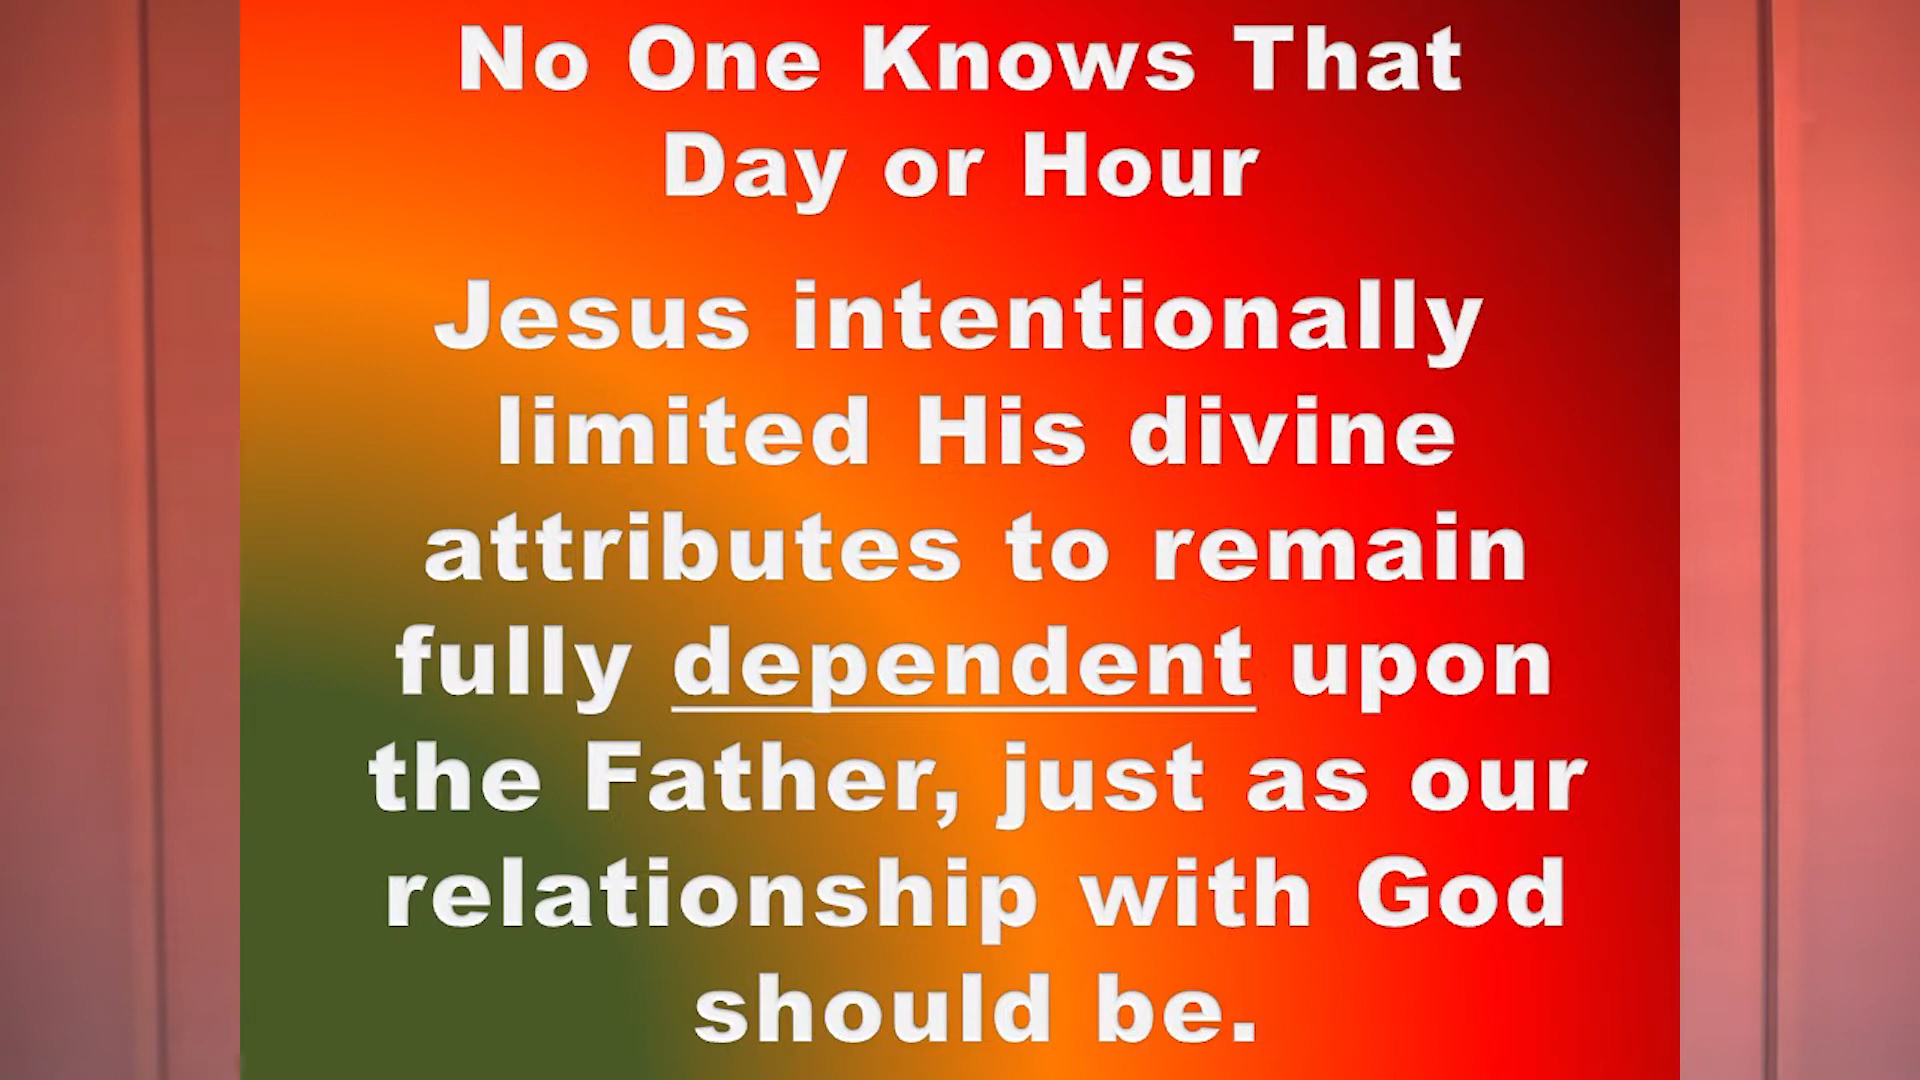 No One Knows That
Day or Hour
Jesus intentionally
limited His divine
attributes to remain
fully dependent upon
the Father, just as our
relationship with God
should be.